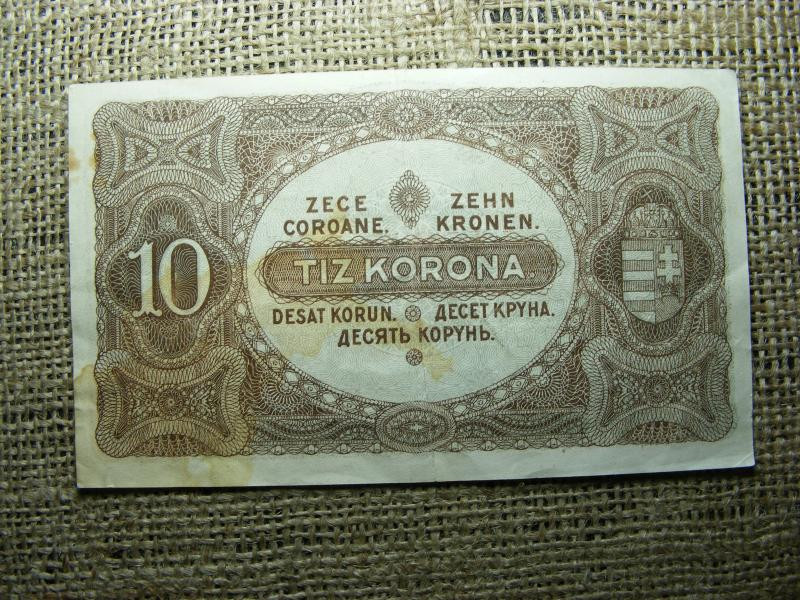 ZECE COROANE.
ZEHN KRONEN.
10
TIZ KORONA.
DESAT KORUN. ДЕСЕТ КРУНА.
ДЕСЯТЬ КОРУНЬ.